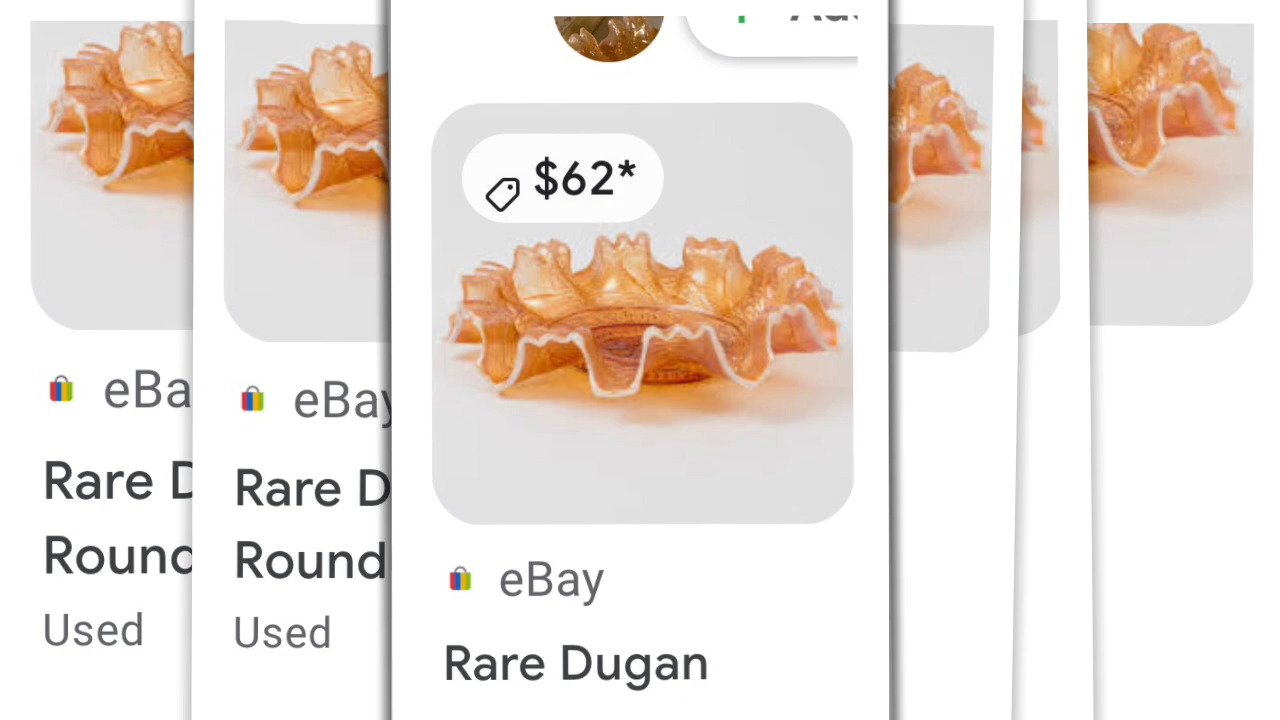 eBa
Rare D
Round
Used
eBay
Rare D
Round
Used
$62*
eBay
Rare Dugan